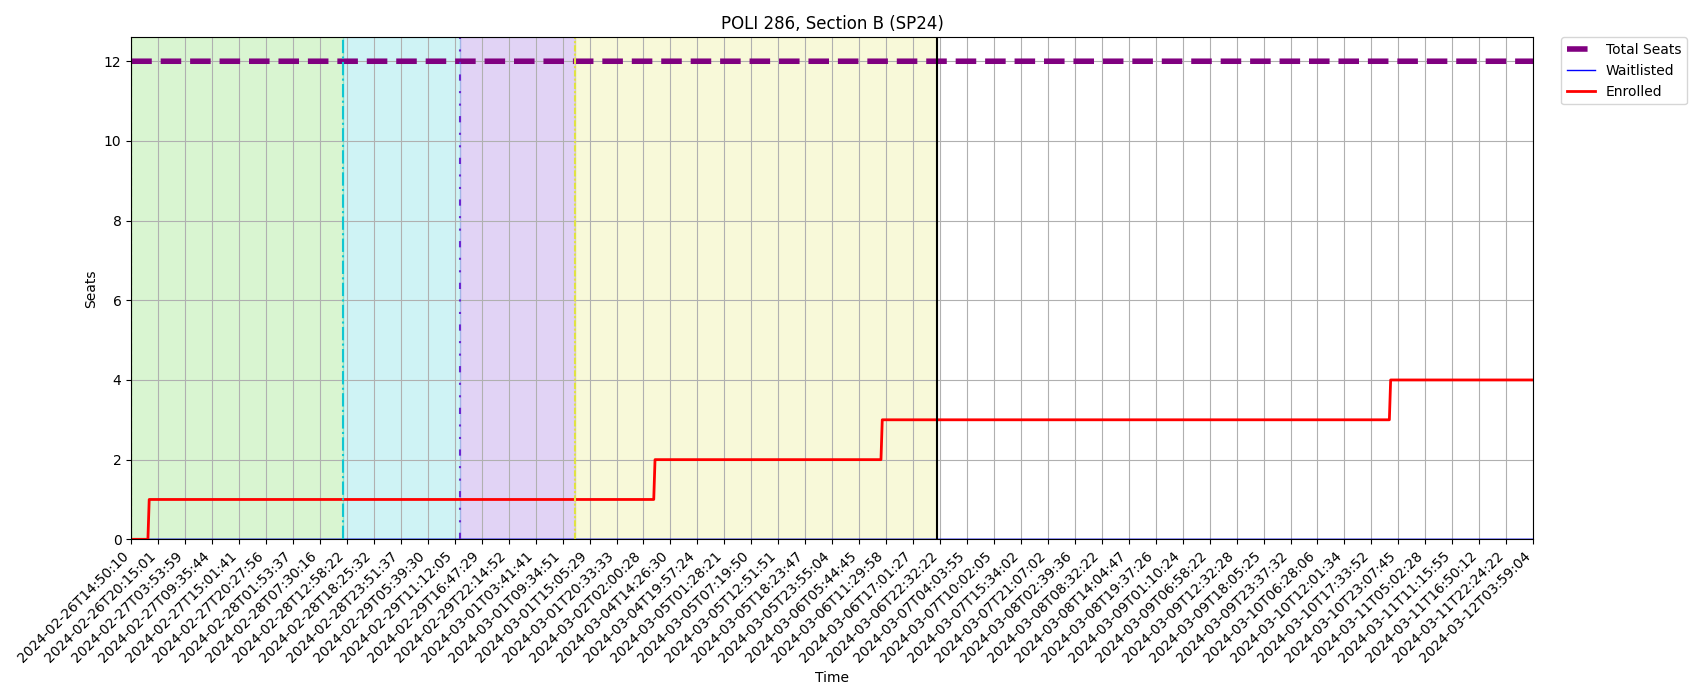 POLI 286, Section B (SP24)
Total Seats
Waitlisted
Enrolled
12
10
8
6
4
2
0
Seats
2024-02-26T14:50:10
2024-02-26T20:15:01
2024-02-27T03:53:59
2024-02-27T09:35:44
2024-02-27T15:01:41
2024-02-27T20:27:56
2024-02-28T01:53:37
2024-02-28T07:30:16
2024-02-28T12:58:22
2024-02-28T18:25:32
2024-02-28T23:51:37
2024-02-29T05:39:30
2024-02-29T11:12:05
2024-02-29T16:47:29
2024-02-29T22:14:52
2024-03-01T03:41:41
2024-03-01T09:34:51
2024-03-01T15:05:29
2024-03-01T20:33:33
2024-03-02T02:00:28
2024-03-04T14:26:30
2024-03-04T19:57:24
2024-03-05T01:28:21
2024-03-05T07:19:50
2024-03-05T12:51:51
2024-03-05T18:23:47
2024-03-05T23:55:04
2024-03-06T05:44:45
2024-03-06T11:29:58
2024-03-06T17:01:27
2024-03-06T22:32:22
2024-03-07T04:03:55
2024-03-07T10:02:05
2024-03-07T15:34:02
2024-03-07T21:07:02
2024-03-08T02:39:36
2024-03-08T08:32:22
2024-03-08T14:04:47
2024-03-08T19:37:26
2024-03-09T01:10:24
2024-03-09T06:58:22
2024-03-09T12:32:28
2024-03-09T18:05:25
2024-03-09T23:37:32
2024-03-10T06:28:06
2024-03-10T12:01:34
2024-03-10T17:33:52
2024-03-10T23:07:45
2024-03-11T05:02:28
2024-03-11T11:15:55
2024-03-11T16:50:12
2024-03-11T22:24:22
2024-03-12T03:59:04
Time